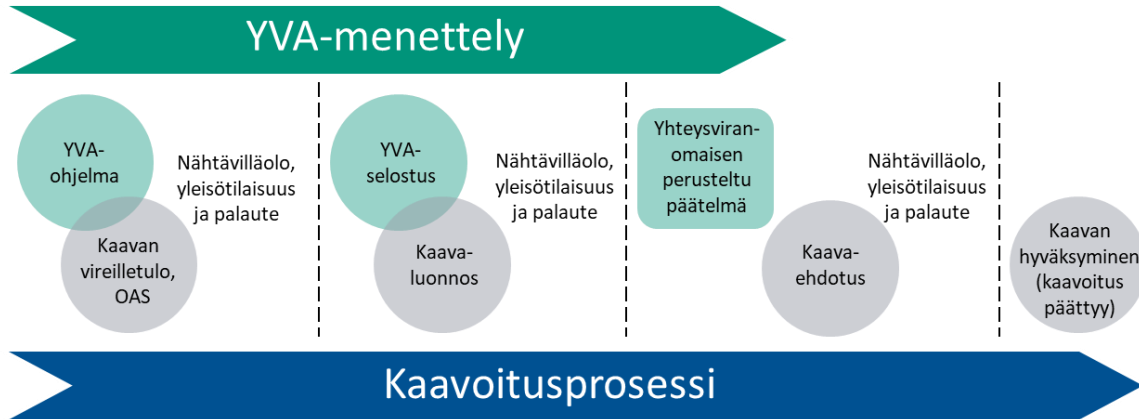 YVA-menettely
YVA-
ohjelma
Kaavan
vireilletulo,
OAS
Nähtävilläolo,
yleisötilaisuus
ja palaute
YVA-
selostus
Kaava-
luonnos
Nähtävilläolo,
yleisötilaisuus
ja palaute
Yhteysviran-
omaisen
perusteltu
päätelmä
Kaava-
ehdotus
Nähtävilläolo,
yleisötilaisuus
ja palaute
Kaavan
hyväksyminen
(kaavoitus
päättyy)
Kaavoitusprosessi